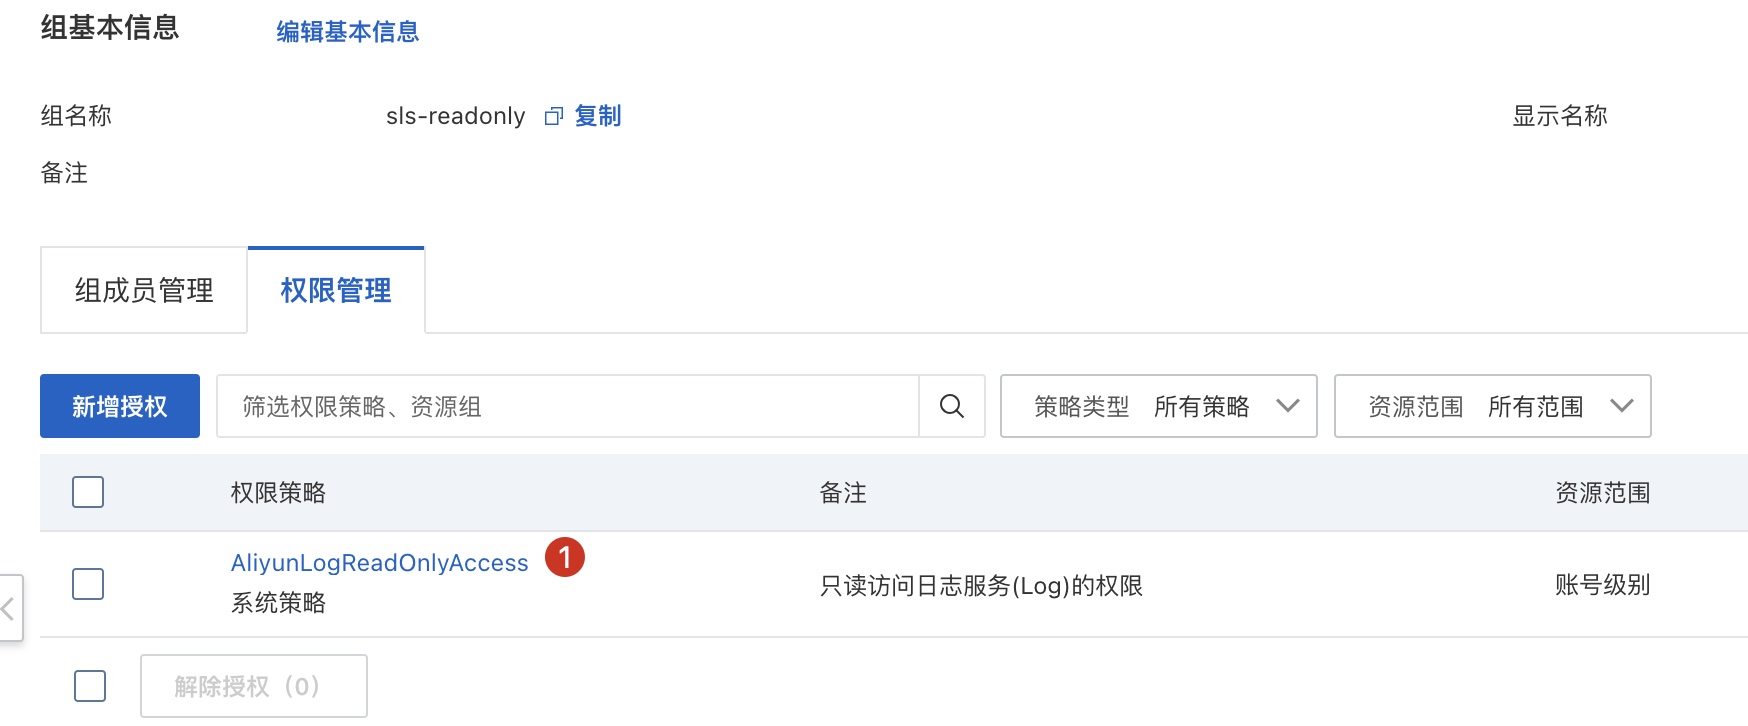 组基本信息 编辑基本信息
组名称 sls-readonly 复制 显示名称
备注
组成员管理 权限管理
新增授权 筛选权限策略、资源组 策略类型 所有策略 资源范围 所有范围
权限策略 备注 资源范围
AliyunLogReadOnlyAccess 1
系统策略 只读访问日志服务(Log)的权限 账号级别
解除授权（0）